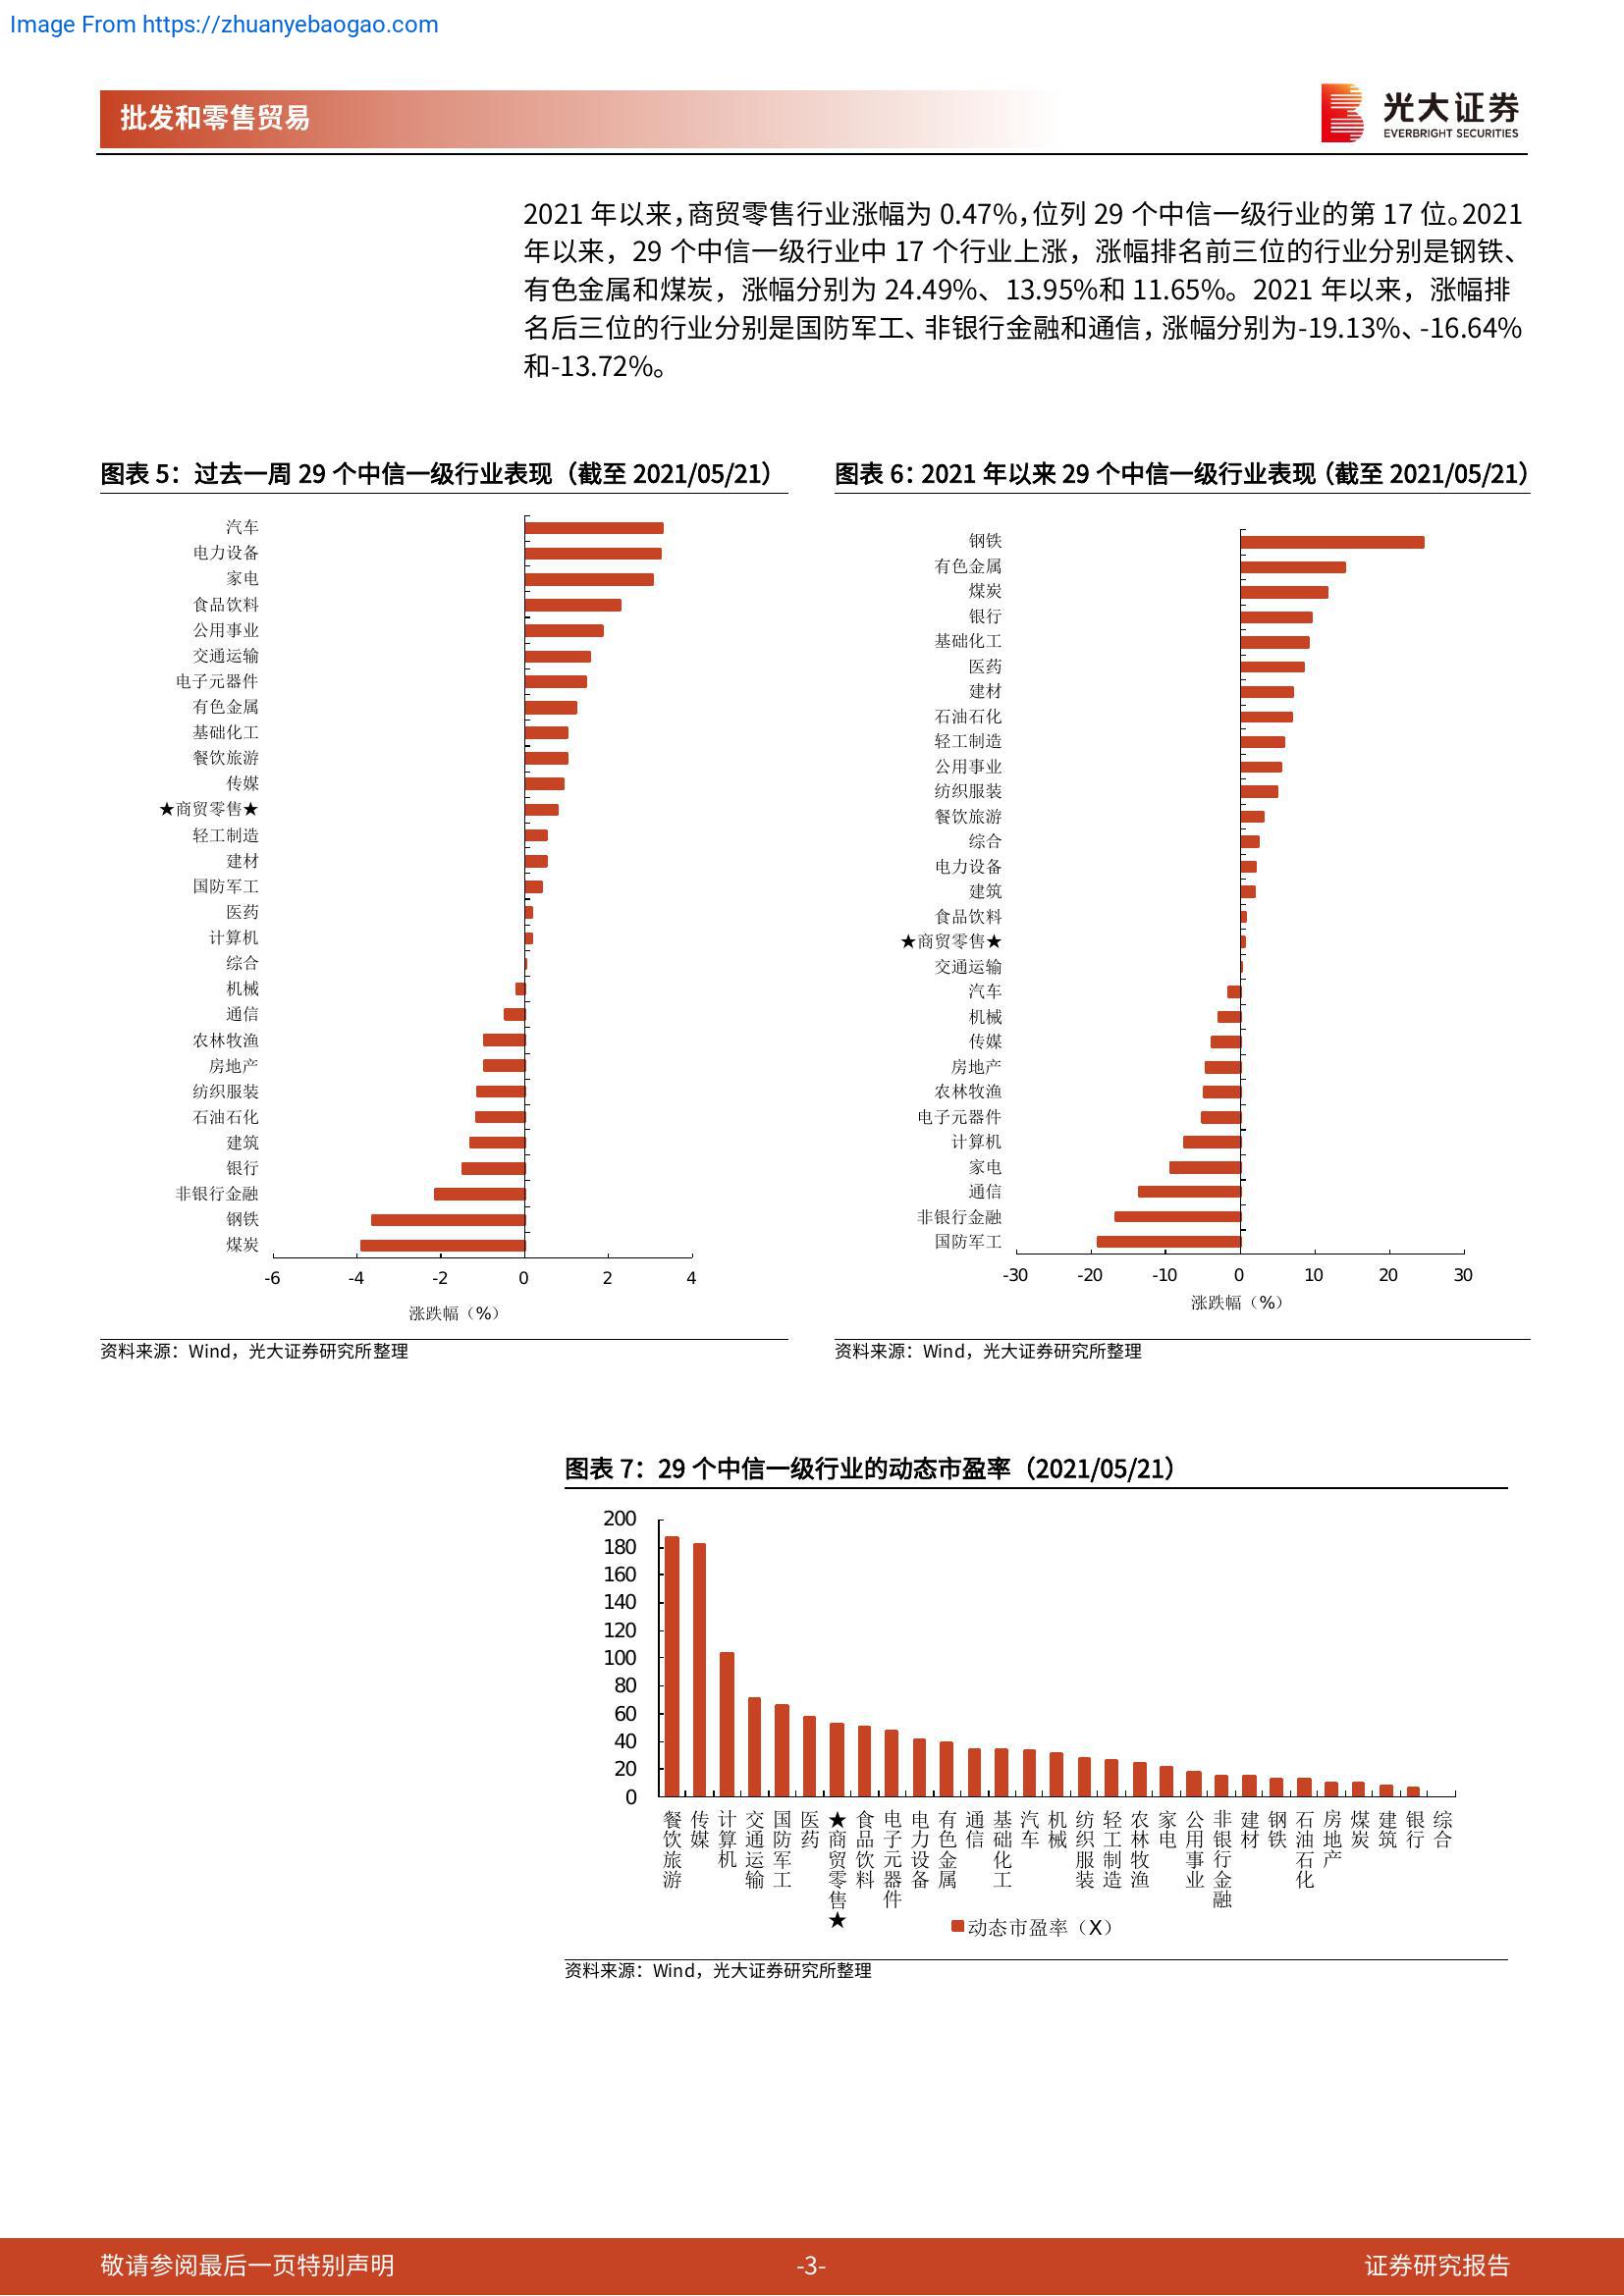 Image From https://zhuanyebaogao.com
批发和零售贸易
光大证券
EVERBRIGHT SECURITIES
2021 年以来，商贸零售行业涨幅为 0.47%，位列 29 个中信一级行业的第 17 位。2021
年以来，29 个中信一级行业中 17 个行业上涨，涨幅排名前三位的行业分别是钢铁、
有色金属和煤炭，涨幅分别为 24.49%、13.95%和 11.65%。2021 年以来，涨幅排
名后三位的行业分别是国防军工、非银行金融和通信，涨幅分别为-19.13%、-16.64%
和-13.72%。
图表 5：过去一周 29 个中信一级行业表现（截至 2021/05/21）
汽车
电力设备
家电
食品饮料
公用事业
交通运输
电子元器件
有色金属
基础化工
餐饮旅游
传媒
★商贸零售★
轻工制造
建材
国防军工
医药
计算机
综合
机械
通信
农林牧渔
房地产
纺织服装
石油石化
建筑
银行
非银行金融
钢铁
煤炭
-6 -4 -2 0 2 4
涨跌幅（%）
资料来源：Wind，光大证券研究所整理
图表 6：2021 年以来 29 个中信一级行业表现（截至 2021/05/21）
钢铁
有色金属
煤炭
银行
基础化工
医药
建材
石油石化
轻工制造
公用事业
纺织服装
餐饮旅游
综合
电力设备
建筑
食品饮料
★商贸零售★
交通运输
汽车
机械
传媒
房地产
农林牧渔
电子元器件
计算机
家电
通信
非银行金融
国防军工
-30 -20 -10 0 10 20 30
涨跌幅（%）
资料来源：Wind，光大证券研究所整理
图表 7：29 个中信一级行业的动态市盈率（2021/05/21）
200
180
160
140
120
100
80
60
40
20
0
餐饮旅游
传媒
计算机
交通运输
国防军工
医药
★商贸零售★
食品饮料
电子元器件
电力设备
有色金属
通信
基础化工
汽车
机械
纺织服装
轻工制造
农林牧渔
家电
公用事业
非银行金融
建材
钢铁
石油石化
房地产
煤炭
建筑
银行
综合
动态市盈率（X）
资料来源：Wind，光大证券研究所整理
敬请参阅最后一页特别声明
-3-
证券研究报告